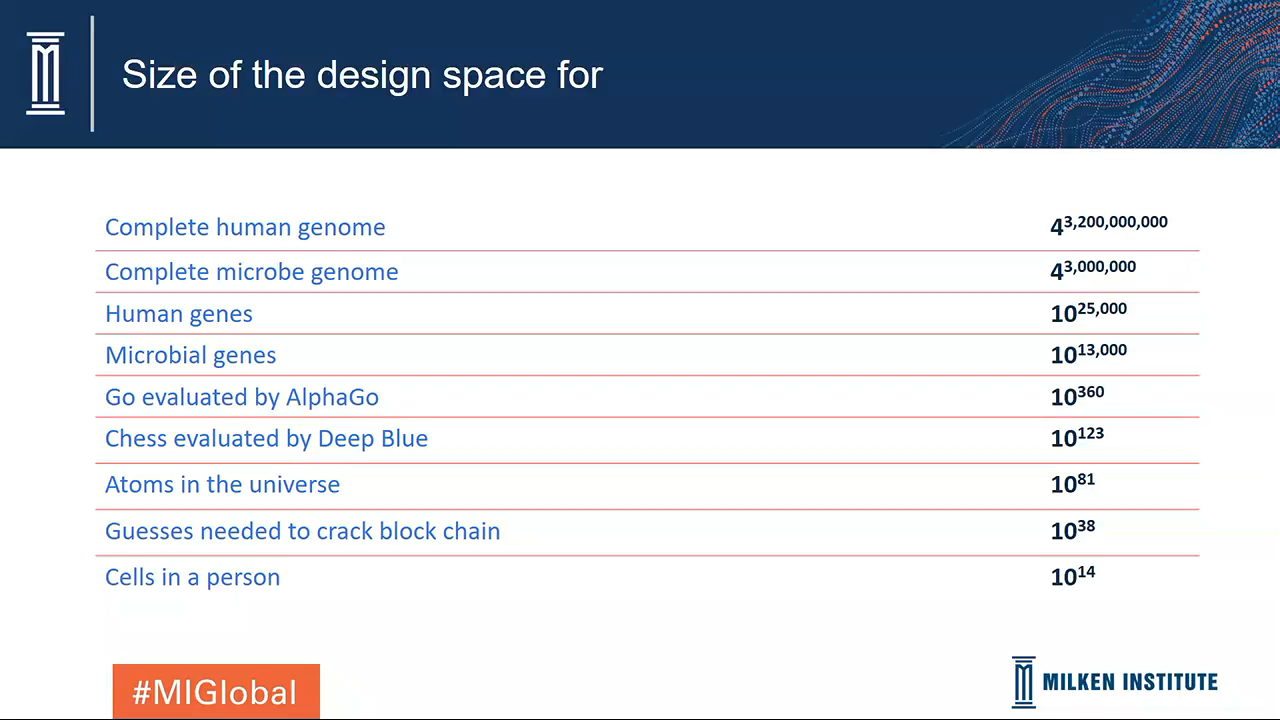 Size of the design space for
Complete human genome 4^3,200,000,000
Complete microbe genome 4^3,000,000
Human genes 10^25,000
Microbial genes 10^13,000
Go evaluated by AlphaGo 10^360
Chess evaluated by Deep Blue 10^123
Atoms in the universe 10^81
Guesses needed to crack block chain 10^38
Cells in a person 10^14
#MIGlobal
MILKEN INSTITUTE